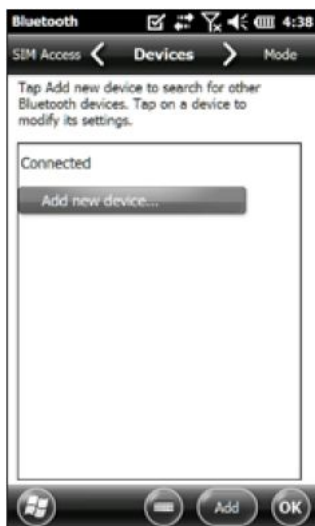 Bluetooth 4:38
SIM Access Devices Mode
Tap Add new device to search for other
Bluetooth devices. Tap on a device to
modify its settings.
Connected
Add new device...
Add OK